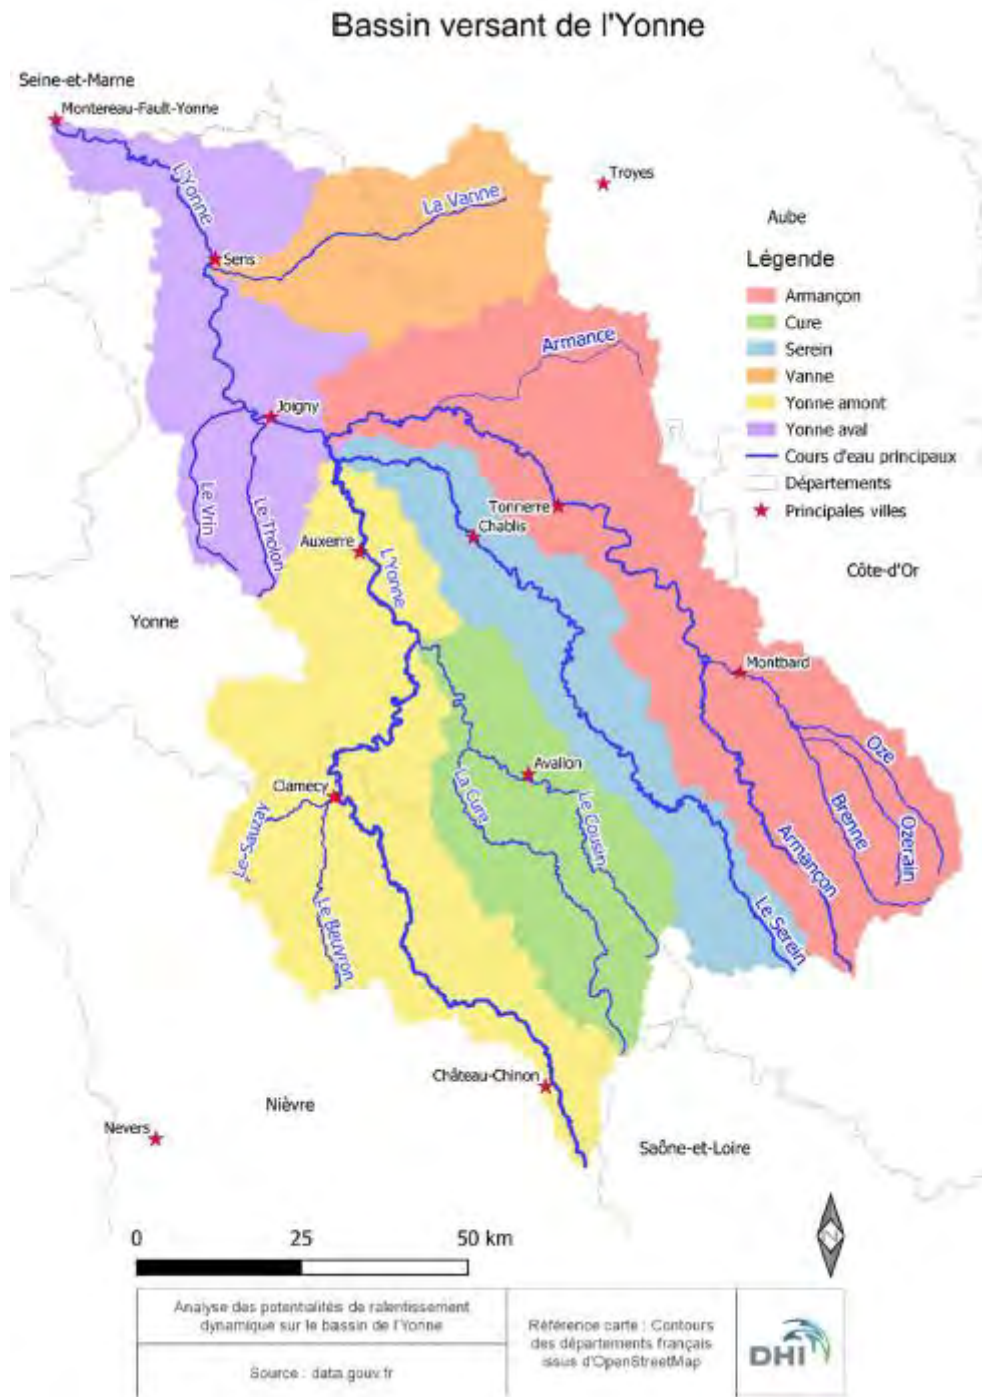 Bassin versant de l'Yonne
Seine-et-Marne
Montereau-Fault-Yonne
L'Yonne
La Vanne
Troyes
Aube
Sens
Légende
Armançon
Cure
Serein
Vanne
Yonne amont
Yonne aval
Cours d'eau principaux
Départements
Principales villes
Armance
Joigny
Le Vrin
Le Tholon
Tonnerre
Chablis
Auxerre
L'Yonne
Côte-d'Or
Yonne
Montbard
Oze
Avallon
Clamecy
La Cure
Le Cousin
Brenne
Ozerain
Le-Sauzay
Armançon
Le Beuvron
Le Serein
Château-Chinon
Nièvre
Nevers
Saône-et-Loire
N
0 25 50 km
Analyse des potentialités de ralentissement
dynamique sur le bassin de l'Yonne
Source : data.gouv.fr
Référence carte : Contours
des départements français
issus d'OpenStreetMap
DHI